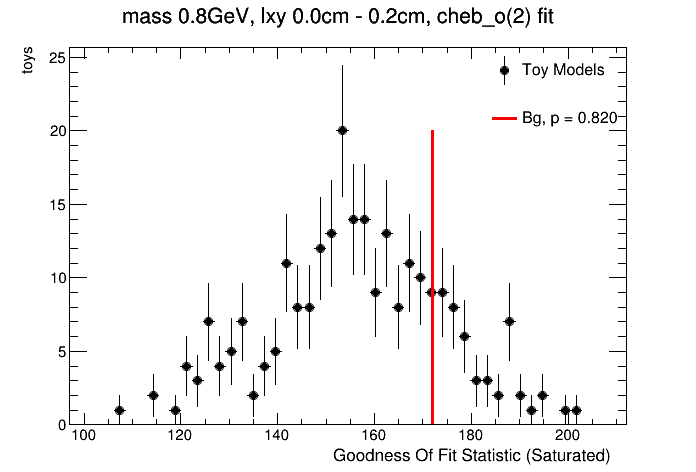 mass 0.8GeV, lxy 0.0cm - 0.2cm, cheb_o(2) fit
toys
25
20
15
10
5
0
Toy Models
Bg, p = 0.820
100 120 140 160 180 200
Goodness Of Fit Statistic (Saturated)